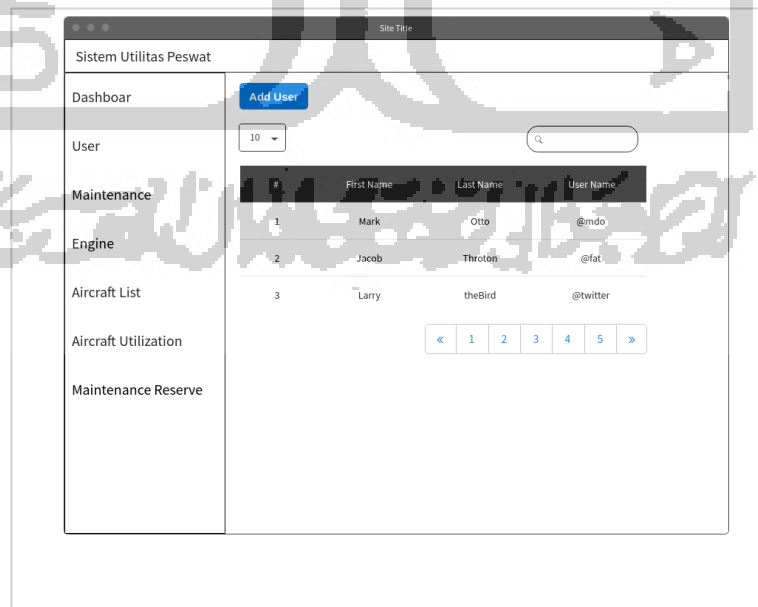 Site Title
Sistem Utilitas Peswat
Dashboar
User
Maintenance
Engine
Aircraft List
Aircraft Utilization
Maintenance Reserve
Add User
10
# First Name Last Name User Name
1 Mark Otto @mdo
2 Jacob Throton @fat
3 Larry theBird @twitter
« 1 2 3 4 5 »